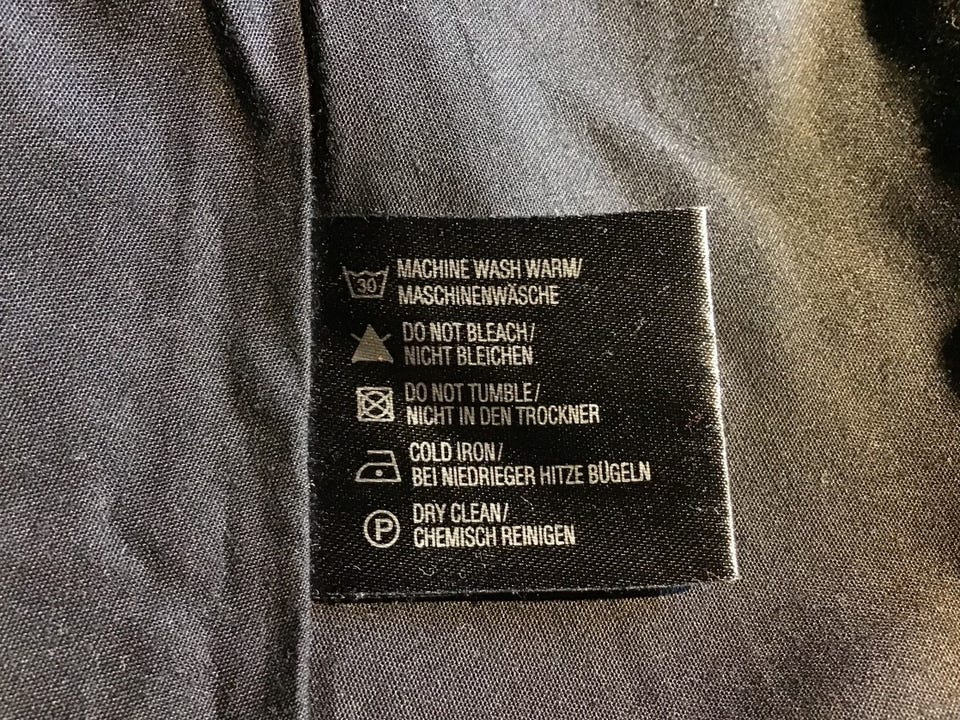 30 MACHINE WASH WARM/
MASCHINENWÄSCHE
DO NOT BLEACH/
NICHT BLEICHEN
DO NOT TUMBLE/
NICHT IN DEN TROCKNER
COLD IRON/
BEI NIEDRIEGER HITZE BÜGELN
P DRY CLEAN/
CHEMISCH REINIGEN